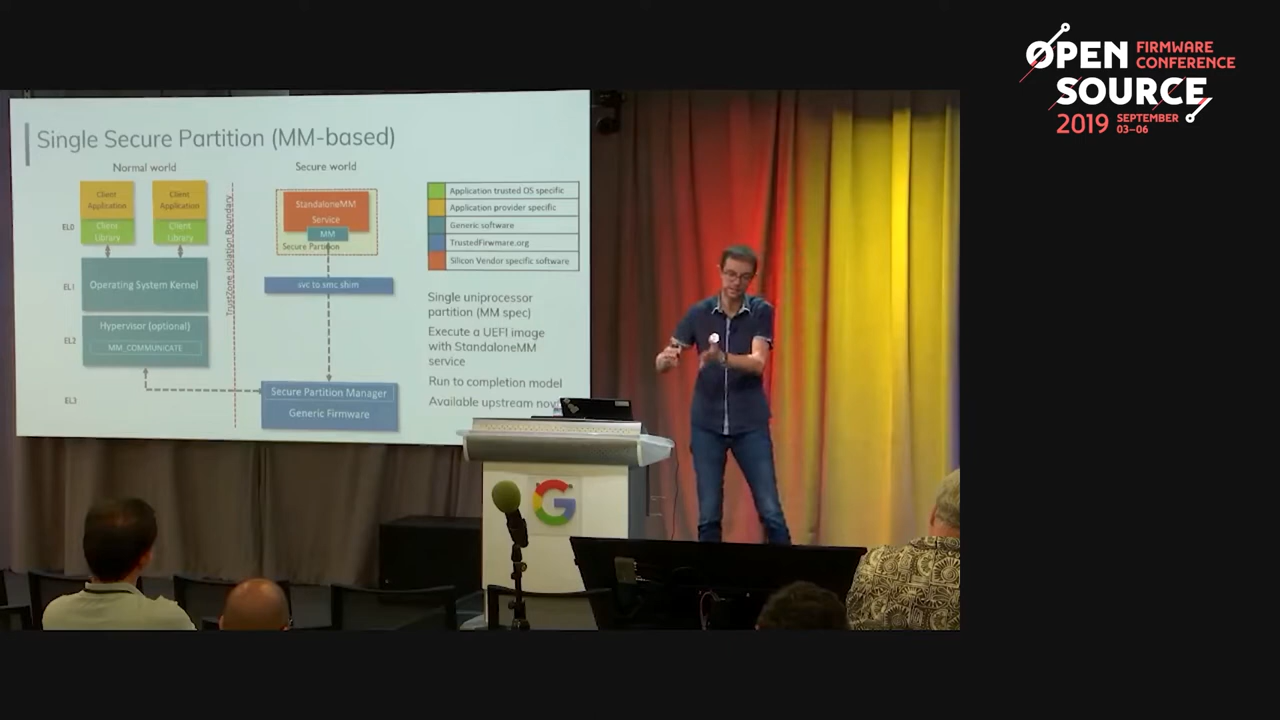 OPEN FIRMWARE
CONFERENCE
SOURCE
2019 SEPTEMBER
03–06
Single Secure Partition (MM-based)
Normal world
Secure world
Client
Application
Client
Application
Client
Library
Client
Library
EL0
TrustZone Isolation Boundary
StandaloneMM
Service
MM
Secure Partition
Operating System Kernel
EL1
svc to smc shim
Hypervisor (optional)
MM_COMMUNICATE
EL2
EL3
Secure Partition Manager
Generic Firmware
Application trusted OS specific
Application provider specific
Generic software
TrustedFirwmare.org
Silicon Vendor specific software
Single uniprocessor
partition (MM spec)
Execute a UEFI image
with StandaloneMM
service
Run to completion model
Available upstream now
G